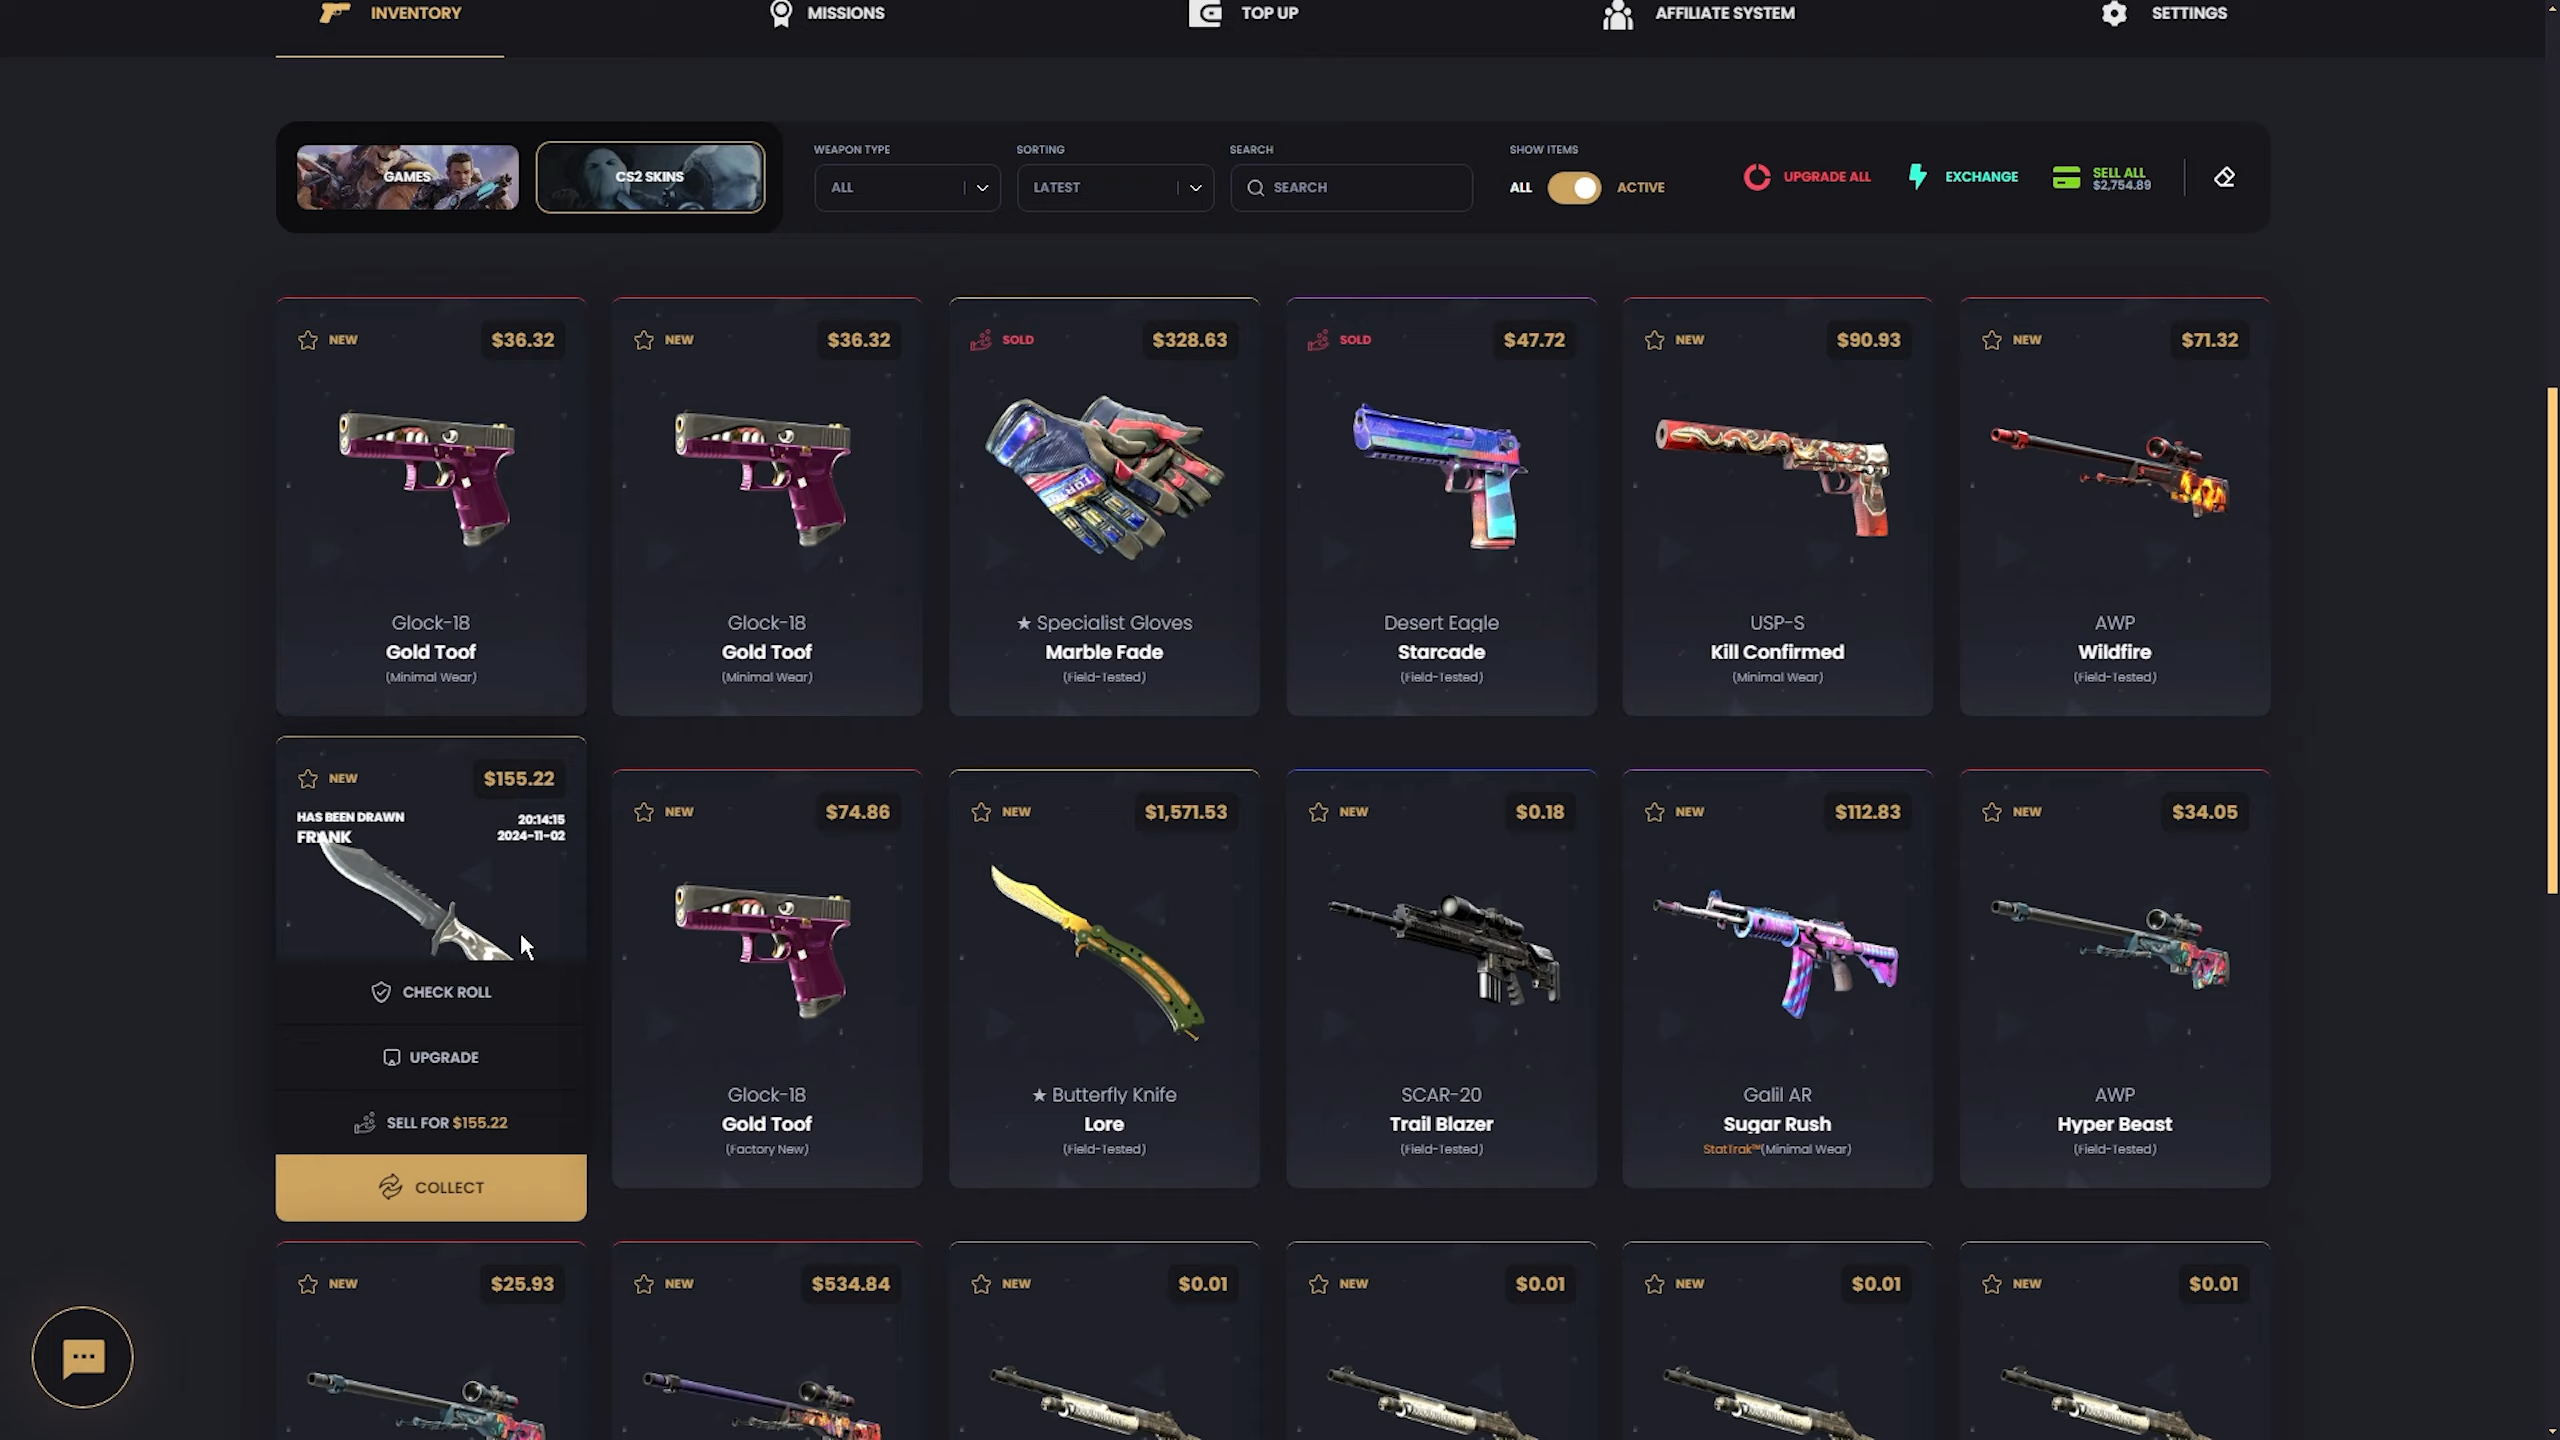 INVENTORY
MISSIONS
TOP UP
AFFILIATE SYSTEM
SETTINGS
GAMES
CS2 SKINS
WEAPON TYPE
ALL
SORTING
LATEST
SEARCH
SEARCH
SHOW ITEMS
ALL
ACTIVE
UPGRADE ALL
EXCHANGE
SELL ALL
$2,754.89
NEW
$36.32
Glock-18
Gold Toof
(Minimal Wear)
NEW
$36.32
Glock-18
Gold Toof
(Minimal Wear)
SOLD
$328.63
★ Specialist Gloves
Marble Fade
(Field-Tested)
SOLD
$47.72
Desert Eagle
Starcade
(Field-Tested)
NEW
$90.93
USP-S
Kill Confirmed
(Minimal Wear)
NEW
$71.32
AWP
Wildfire
(Field-Tested)
NEW
$155.22
HAS BEEN DRAWN
FRANK
20:14:15
2024-11-02
CHECK ROLL
UPGRADE
SELL FOR $155.22
COLLECT
NEW
$74.86
Glock-18
Gold Toof
(Factory New)
NEW
$1,571.53
★ Butterfly Knife
Lore
(Field-Tested)
NEW
$0.18
SCAR-20
Trail Blazer
(Field-Tested)
NEW
$112.83
Galil AR
Sugar Rush
StatTrak™(Minimal Wear)
NEW
$34.05
AWP
Hyper Beast
(Field-Tested)
NEW
$25.93
NEW
$534.84
NEW
$0.01
NEW
$0.01
NEW
$0.01
NEW
$0.01